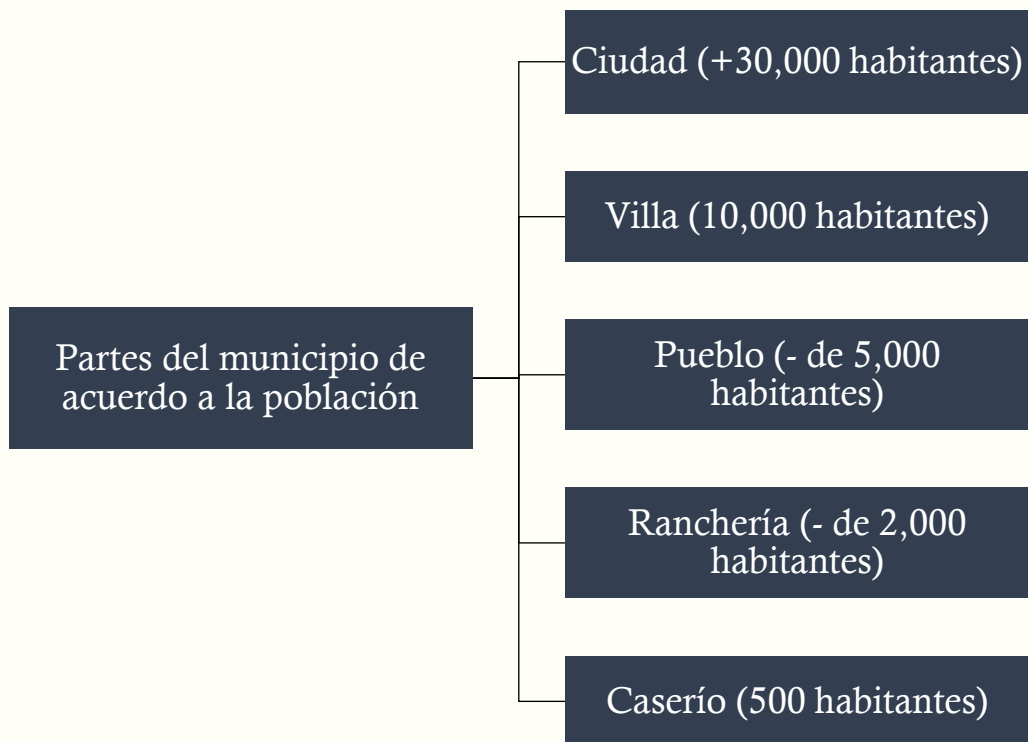 Ciudad (+30,000 habitantes)
Villa (10,000 habitantes)
Partes del municipio de
acuerdo a la población
Pueblo (- de 5,000
habitantes)
Ranchería (- de 2,000
habitantes)
Caserío (500 habitantes)